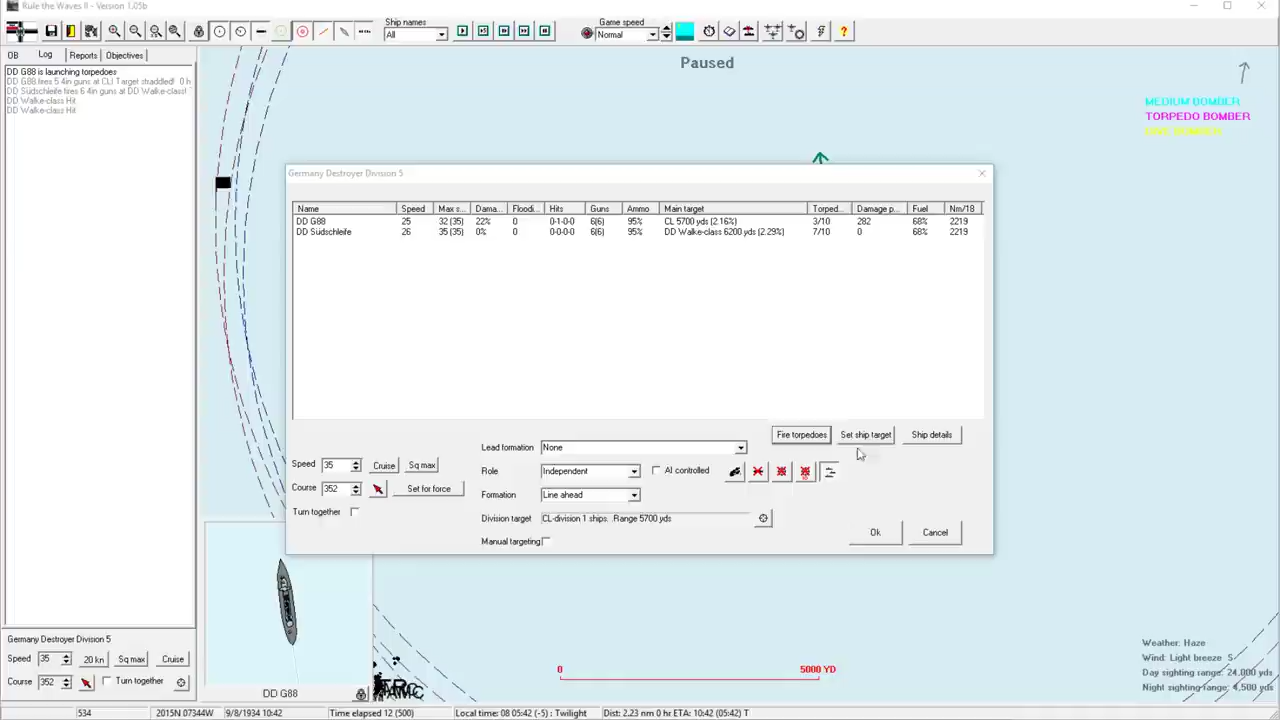 Rule the Waves II - Version 1.05b
Ship names
Game speed
All
Normal
OB Log Reports Objectives
DD G88 is launching torpedoes
DD G88 fires 5 4in guns at CL! Target straddled! 0 h
DD Südschleife fires 6 4in guns at DD Walke-class!
DD Walke-class Hit
DD Walke-class Hit
Paused
MEDIUM BOMBER
TORPEDO BOMBER
DIVE BOMBER
Germany Destroyer Division 5
Name Speed Max s... Dama... Floodi... Hits Guns Ammo Main target Torped... Damage p... Fuel Nm/18
DD G88 25 32 (35) 22% 0 0-1-0-0 6(6) 95% CL 5700 yds (2.16%) 3/10 282 68% 2219
DD Südschleife 26 35 (35) 0% 0 0-0-0-0 6(6) 95% DD Walke-class 6200 yds (2.29%) 7/10 0 68% 2219
Fire torpedoes Set ship target Ship details
Lead formation None
Speed 35 Cruise Sq max
Role Independent AI controlled
Course 352 Set for force
Formation Line ahead
Turn together
Division target CL-division 1 ships. Range 5700 yds
Manual targeting
Ok Cancel
Germany Destroyer Division 5
Speed 35 20 kn Sq max Cruise
Course 352 Turn together
DD G88
0 5000 YD
Weather: Haze
Wind: Light breeze S
Day sighting range: 24,000 yds
Night sighting range: 4,500 yds
534 2015N 07344W 9/8/1934 10:42 Time elapsed 12 (500) Local time: 08 05:42 (-5) : Twilight Dist: 2.23 nm 0 hr ETA: 10:42 (05:42) T